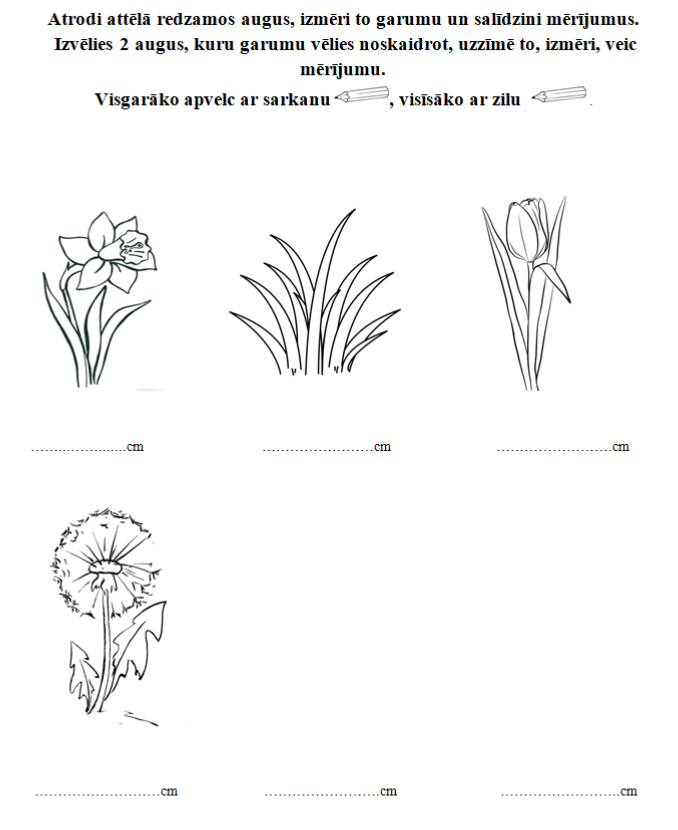 Atrodi attēlā redzamos augus, izmēri to garumu un salīdzini mērījumus.
Izvēlies 2 augus, kuru garumu vēlies noskaidrot, uzzīmē to, izmēri, veic
mērījumu.
Visgarāko apvelc ar sarkanu , visīsāko ar zilu .
........................cm ............................cm .............................cm
................................cm .............................cm ..............................cm